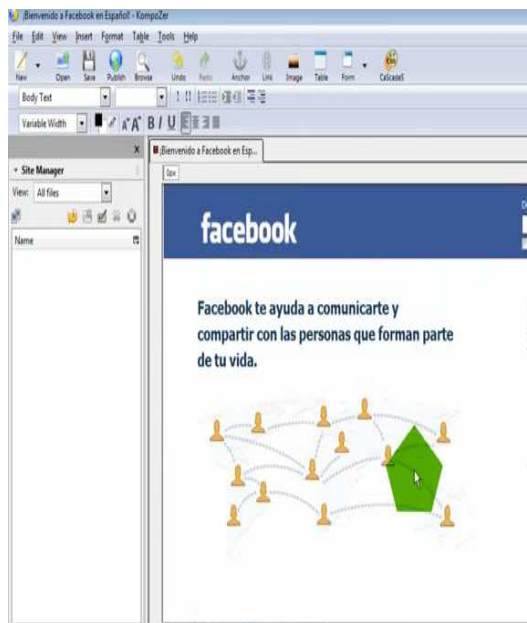 ¡Bienvenido a Facebook en Español! - KompoZer
File Edit View Insert Format Table Tools Help
New Open Save Publish Browse Undo Redo Anchor Link Image Table Form CaScadeS
Body Text
Variable Width
A A B I U
¡Bienvenido a Facebook en Esp...
Site Manager
0px
View: All files
Name
facebook
Facebook te ayuda a comunicarte y
compartir con las personas que forman parte
de tu vida.